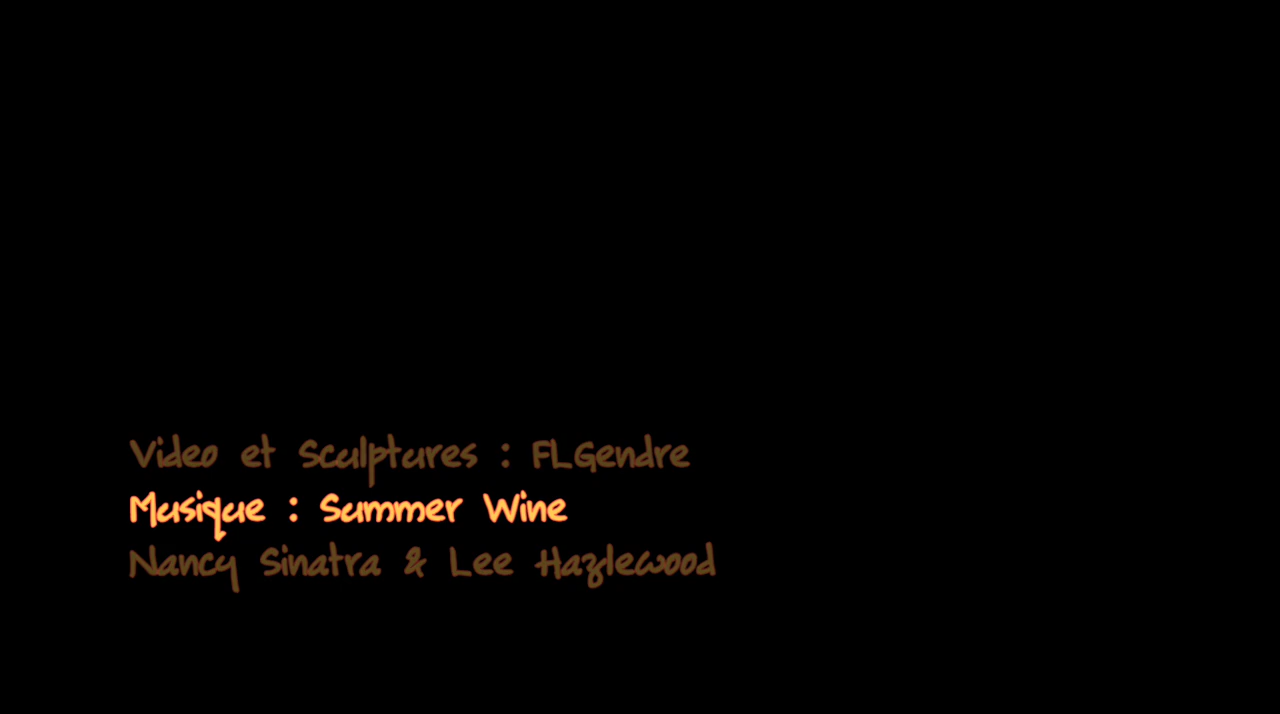 Video et Sculptures : FLGendre
Musique : Summer Wine
Nancy Sinatra & Lee Hazlewood